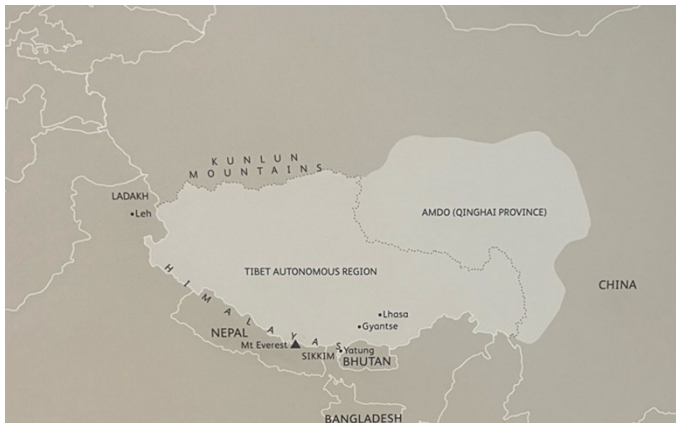 KUNLUN
MOUNTAINS
LADAKH
Leh
AMDO (QINGHAI PROVINCE)
TIBET AUTONOMOUS REGION
CHINA
HIMALAYAS
Lhasa
Gyantse
NEPAL
Mt Everest
Yatung
SIKKIM
BHUTAN
BANGLADESH